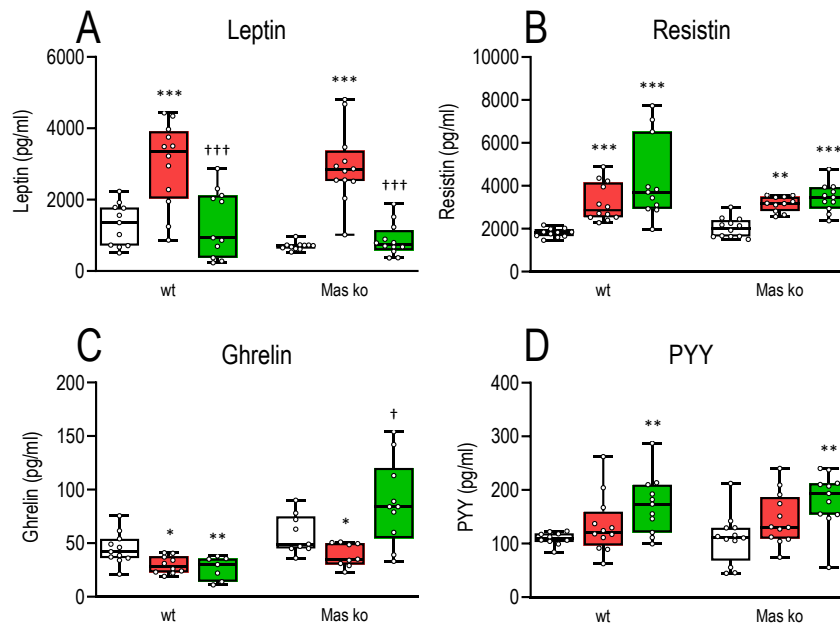 A
Leptin
6000
4000
2000
0
Leptin (pg/ml)
***
†††
***
†††
wt
Mas ko
B
Resistin
10000
8000
6000
4000
2000
0
Resistin (pg/ml)
***
***
**
***
wt
Mas ko
C
Ghrelin
200
150
100
50
0
Ghrelin (pg/ml)
*
**
*
†
wt
Mas ko
D
PYY
400
300
200
100
0
PYY (pg/ml)
**
**
wt
Mas ko